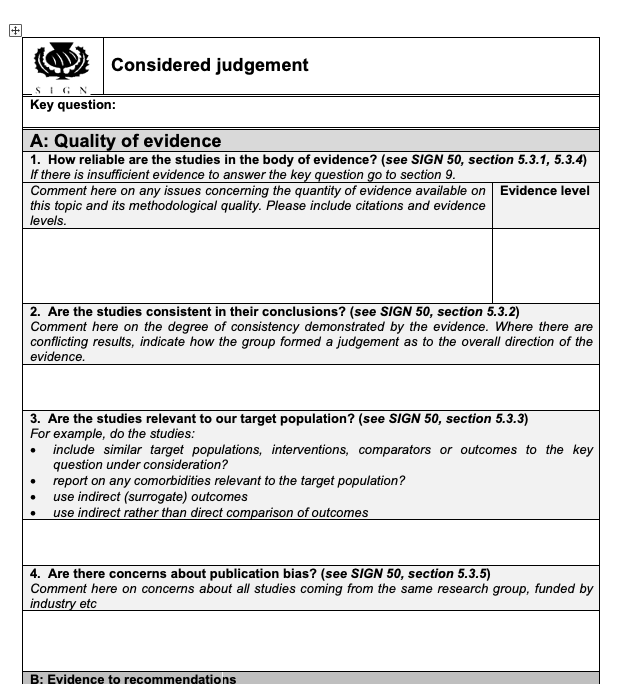 S I G N
Considered judgement
Key question:
A: Quality of evidence
1. How reliable are the studies in the body of evidence? (see SIGN 50, section 5.3.1, 5.3.4)
If there is insufficient evidence to answer the key question go to section 9.
Comment here on any issues concerning the quantity of evidence available on
this topic and its methodological quality. Please include citations and evidence
levels.
Evidence level
2. Are the studies consistent in their conclusions? (see SIGN 50, section 5.3.2)
Comment here on the degree of consistency demonstrated by the evidence. Where there are
conflicting results, indicate how the group formed a judgement as to the overall direction of the
evidence.
3. Are the studies relevant to our target population? (see SIGN 50, section 5.3.3)
For example, do the studies:
• include similar target populations, interventions, comparators or outcomes to the key
question under consideration?
• report on any comorbidities relevant to the target population?
• use indirect (surrogate) outcomes
• use indirect rather than direct comparison of outcomes
4. Are there concerns about publication bias? (see SIGN 50, section 5.3.5)
Comment here on concerns about all studies coming from the same research group, funded by
industry etc
B: Evidence to recommendations